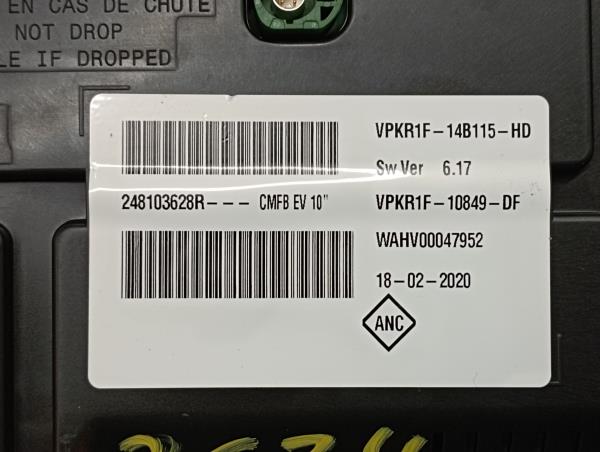 EN CAS DE CHUTE
NOT DROP
LE IF DROPPED
VPKR1F-14B115-HD
Sw Ver 6.17
248103628R--- CMFB EV 10"
VPKR1F-10849-DF
WAHV00047952
18-02-2020
ANC